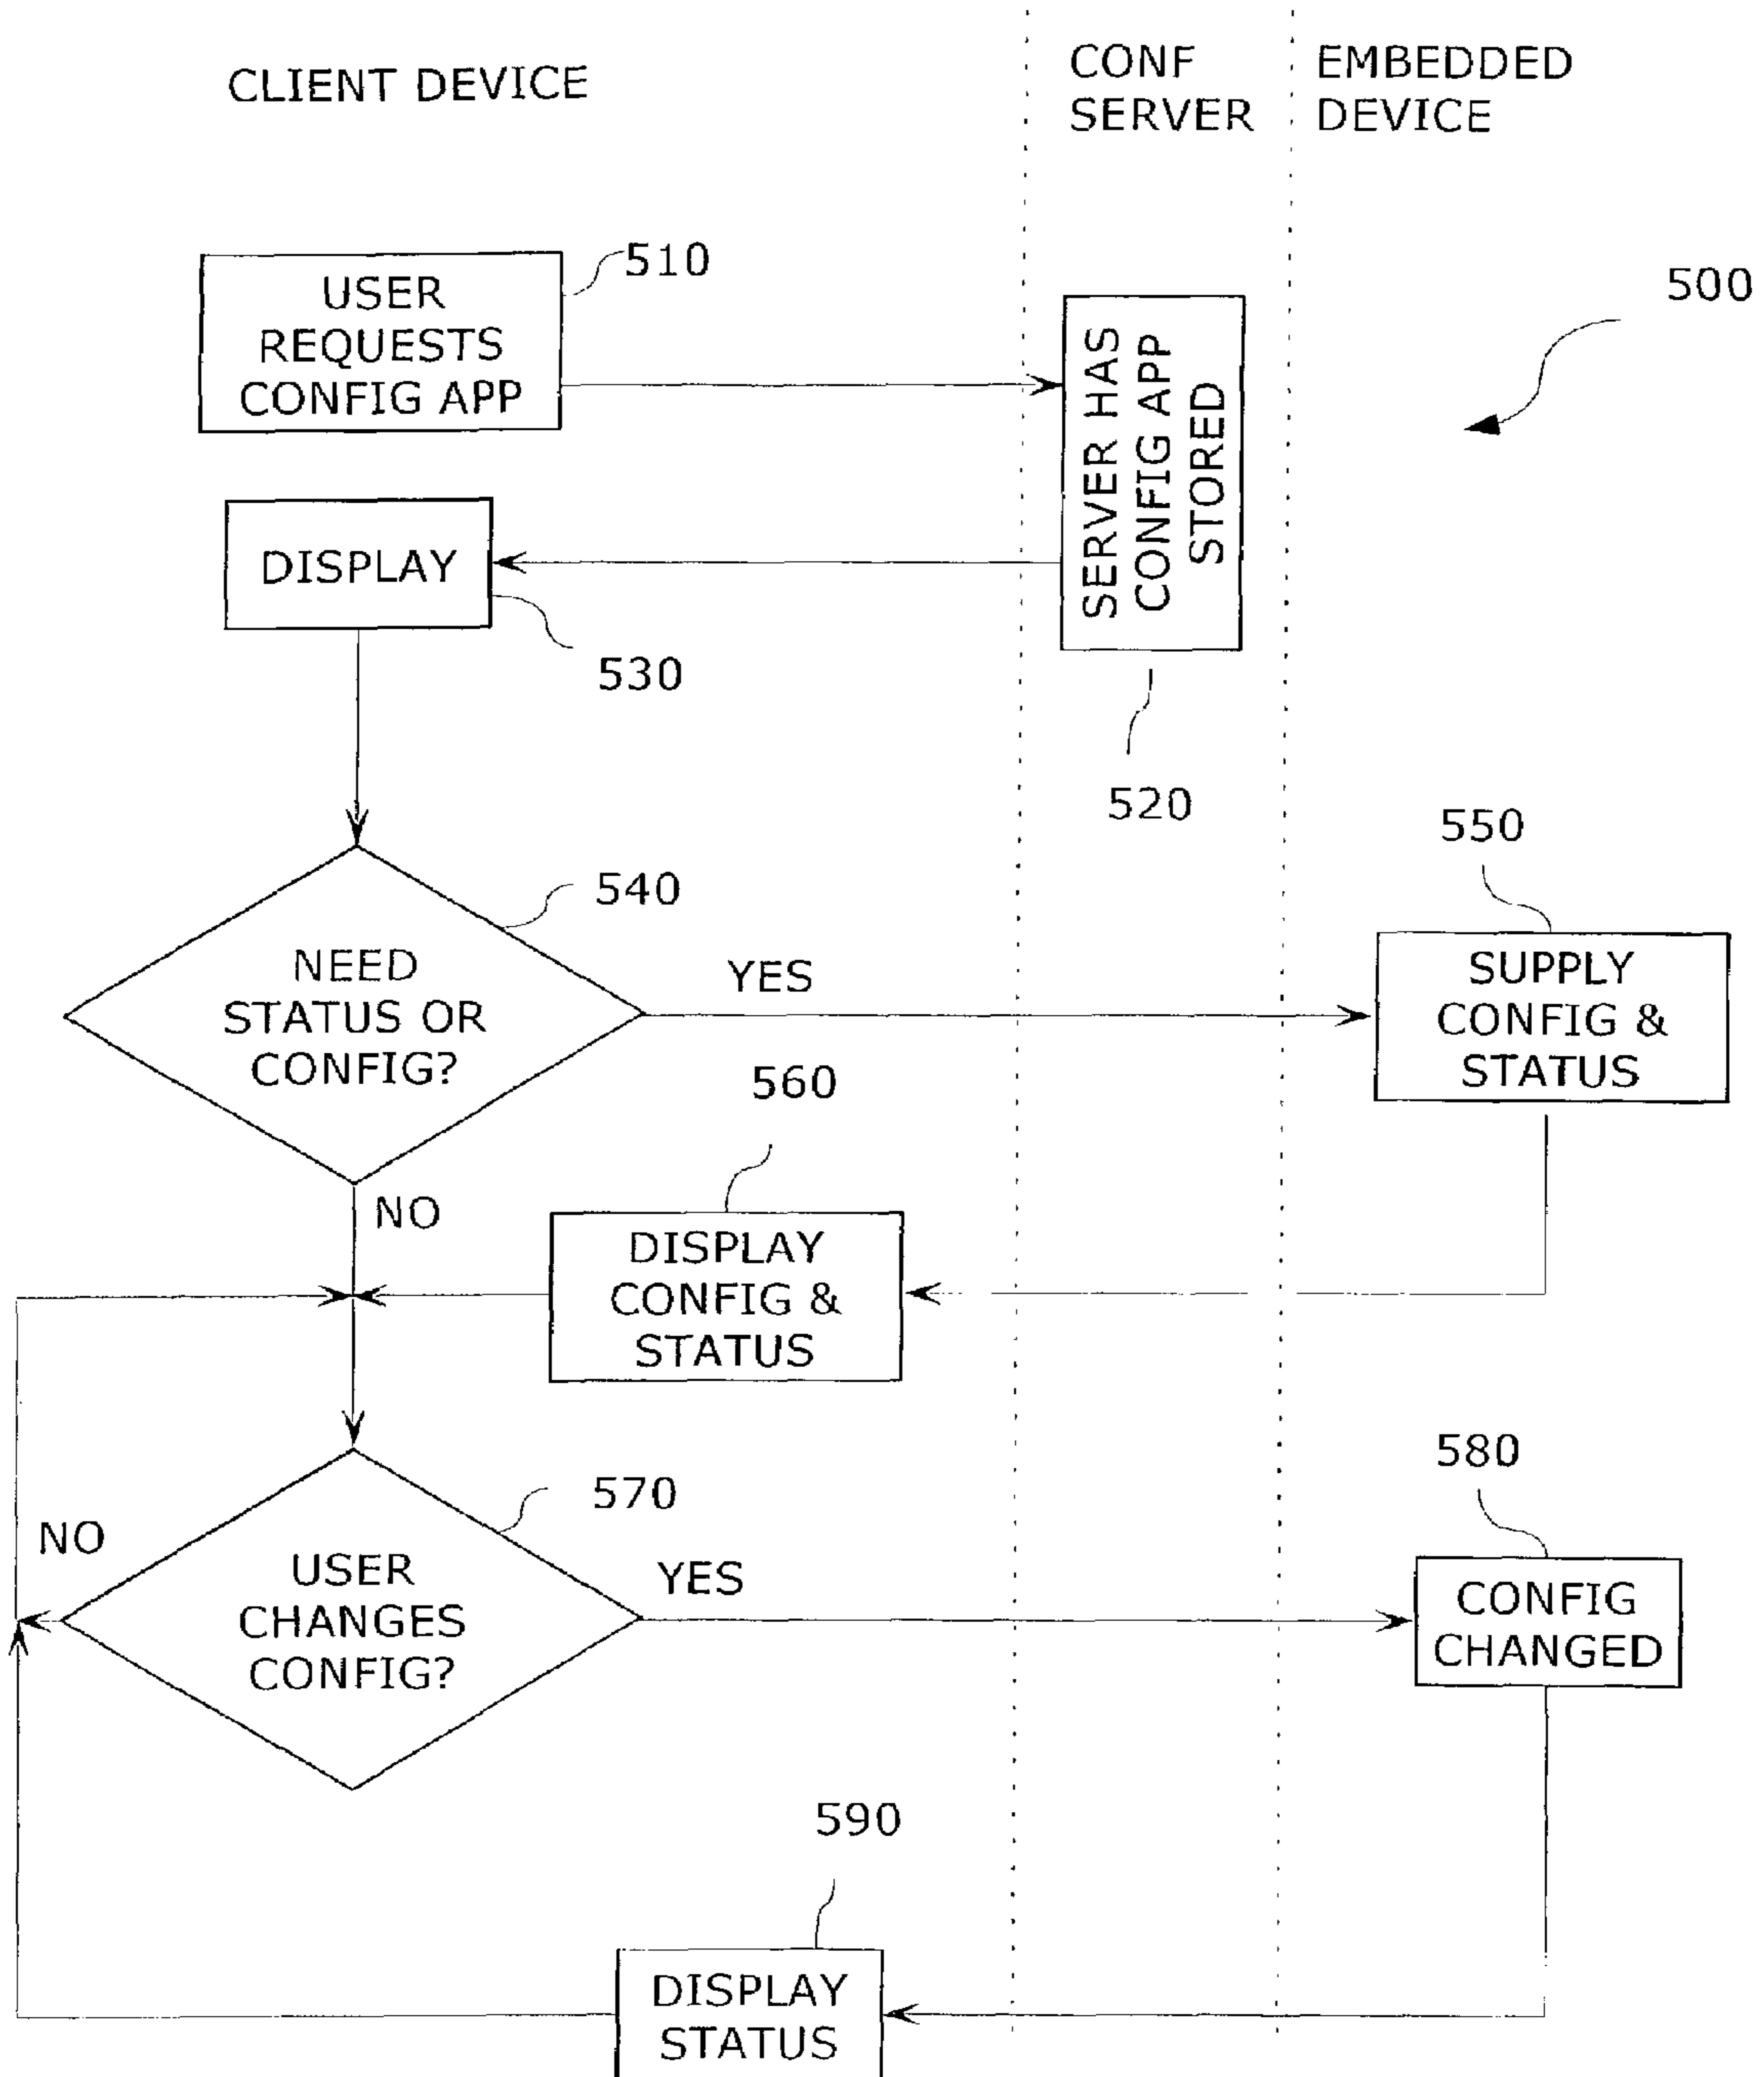 CLIENT DEVICE
CONF
SERVER
EMBEDDED
DEVICE
510
500
USER
REQUESTS
CONFIG APP
SERVER HAS
CONFIG APP
STORED
DISPLAY
530
520
550
540
NEED
STATUS OR
CONFIG?
YES
SUPPLY
CONFIG &
STATUS
560
NO
DISPLAY
CONFIG &
STATUS
580
570
NO
USER
CHANGES
CONFIG?
YES
CONFIG
CHANGED
590
DISPLAY
STATUS